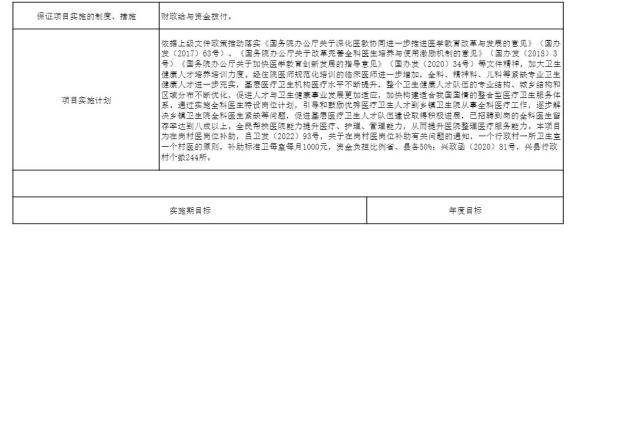 保证项目实施的制度、措施
财政给与资金拨付。
项目实施计划
依据上级文件政策推动落实《国务院办公厅关于深化医教协同进一步推进医学教育改革与发展的意见》（国办
发（2017）63号）、《国务院办公厅关于改革完善全科医生培养与使用激励机制的意见》（国办发（2018）3
号）《国务院办公厅关于加快医学教育创新发展的指导意见》（国办发（2020）34号）等文件精神，加大卫生
健康人才培养培训力度，经住院医师规范化培训的临床医师进一步增加，全科、精神科、儿科等紧缺专业卫生
健康人才进一步充实，基层医疗卫生机构医疗水平不断提升，整个卫生健康人才队伍的专业结构、城乡结构和
区域分布不断优化，促进人才与卫生健康事业发展更加适应，加快构建适合我国国情的整合型医疗卫生服务体
系。通过实施全科医生特设岗位计划，引导和鼓励优秀医疗卫生人才到乡镇卫生院从事全科医疗工作，逐步解
决乡镇卫生院全科医生紧缺等问题，促进基层医疗卫生人才队伍建设取得积极进展，已招聘到岗的全科医生留
存率达到八成以上。全民帮扶医院能力提升医疗、护理、管理能力，从而提升医院整理医疗服务能力。本项目
为在岗村医岗位补助，吕卫发（2022）93号，关于在岗村医岗位补助有关问题的通知，一个行政村一所卫生室
一个村医的原则，补助标准卫每室每月1000元，资金负担比例省、县各50%；兴政函（2020）81号，兴县行政
村个数244所。
实施期目标
年度目标